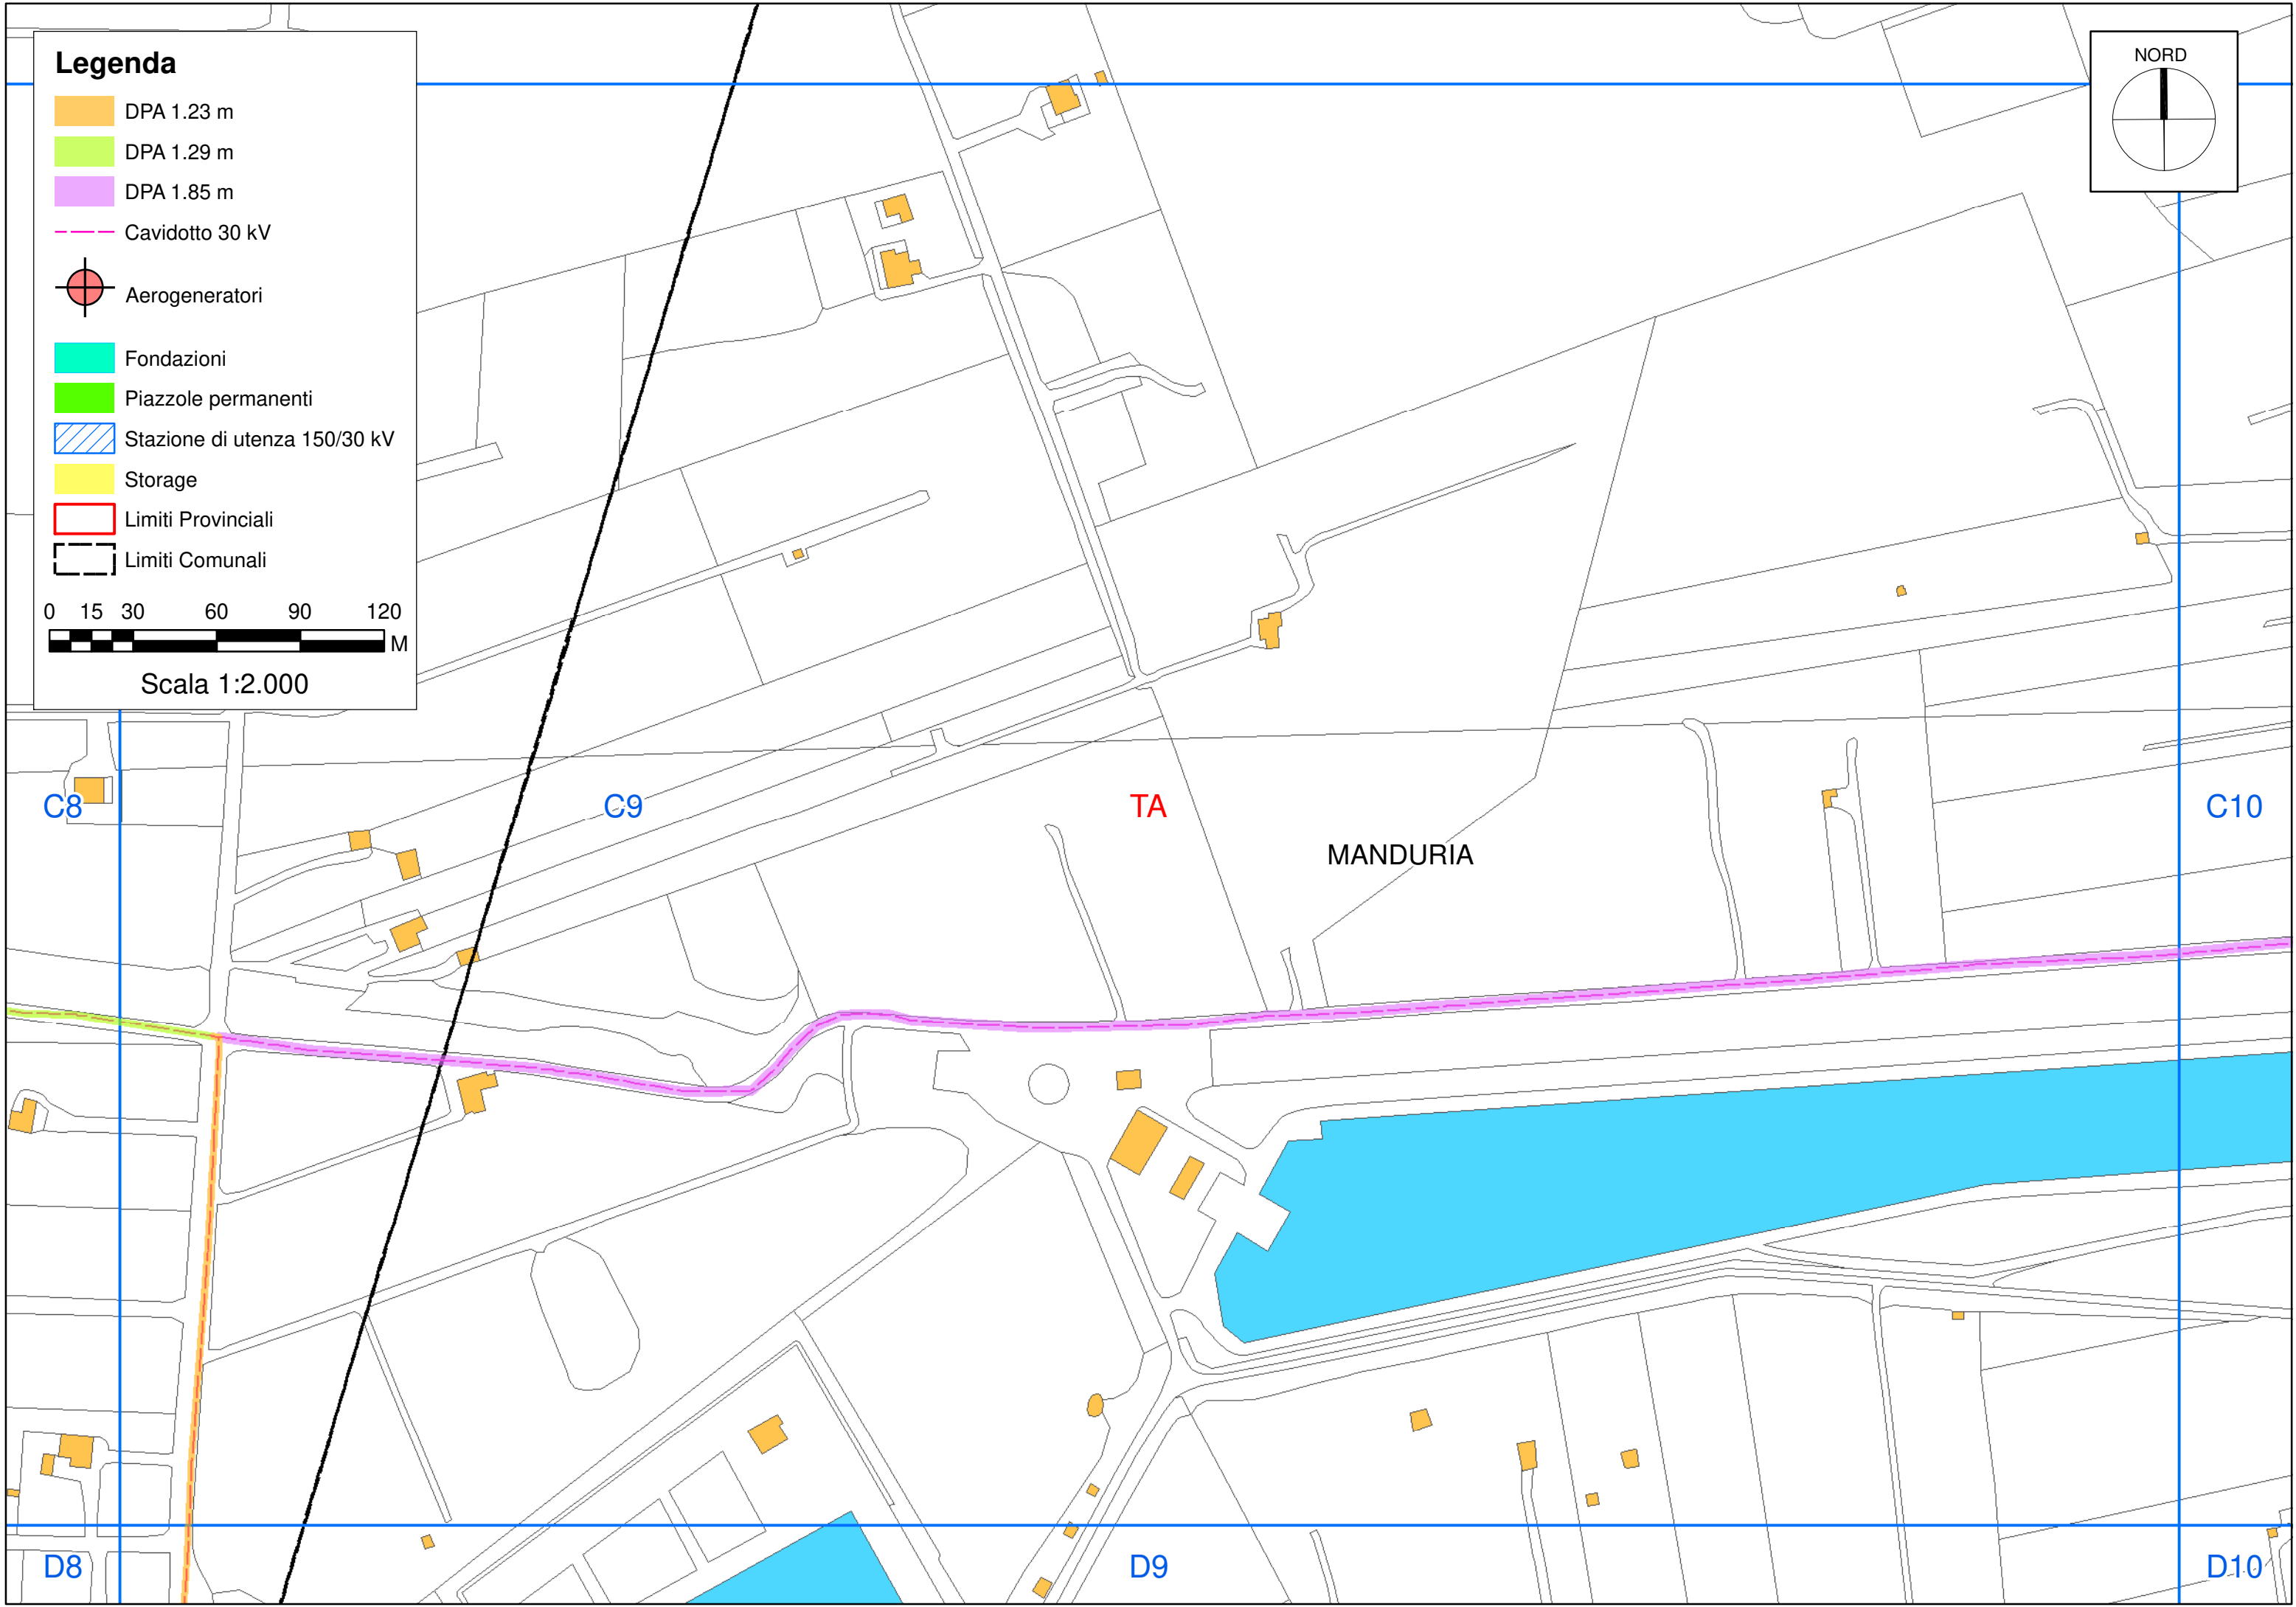 Legenda
DPA 1.23 m
DPA 1.29 m
DPA 1.85 m
Cavidotto 30 kV
Aerogeneratori
Fondazioni
Piazzole permanenti
Stazione di utenza 150/30 kV
Storage
Limiti Provinciali
Limiti Comunali
0 15 30 60 90 120
M
Scala 1:2.000
NORD
C8
C9
TA
C10
MANDURIA
D8
D9
D10